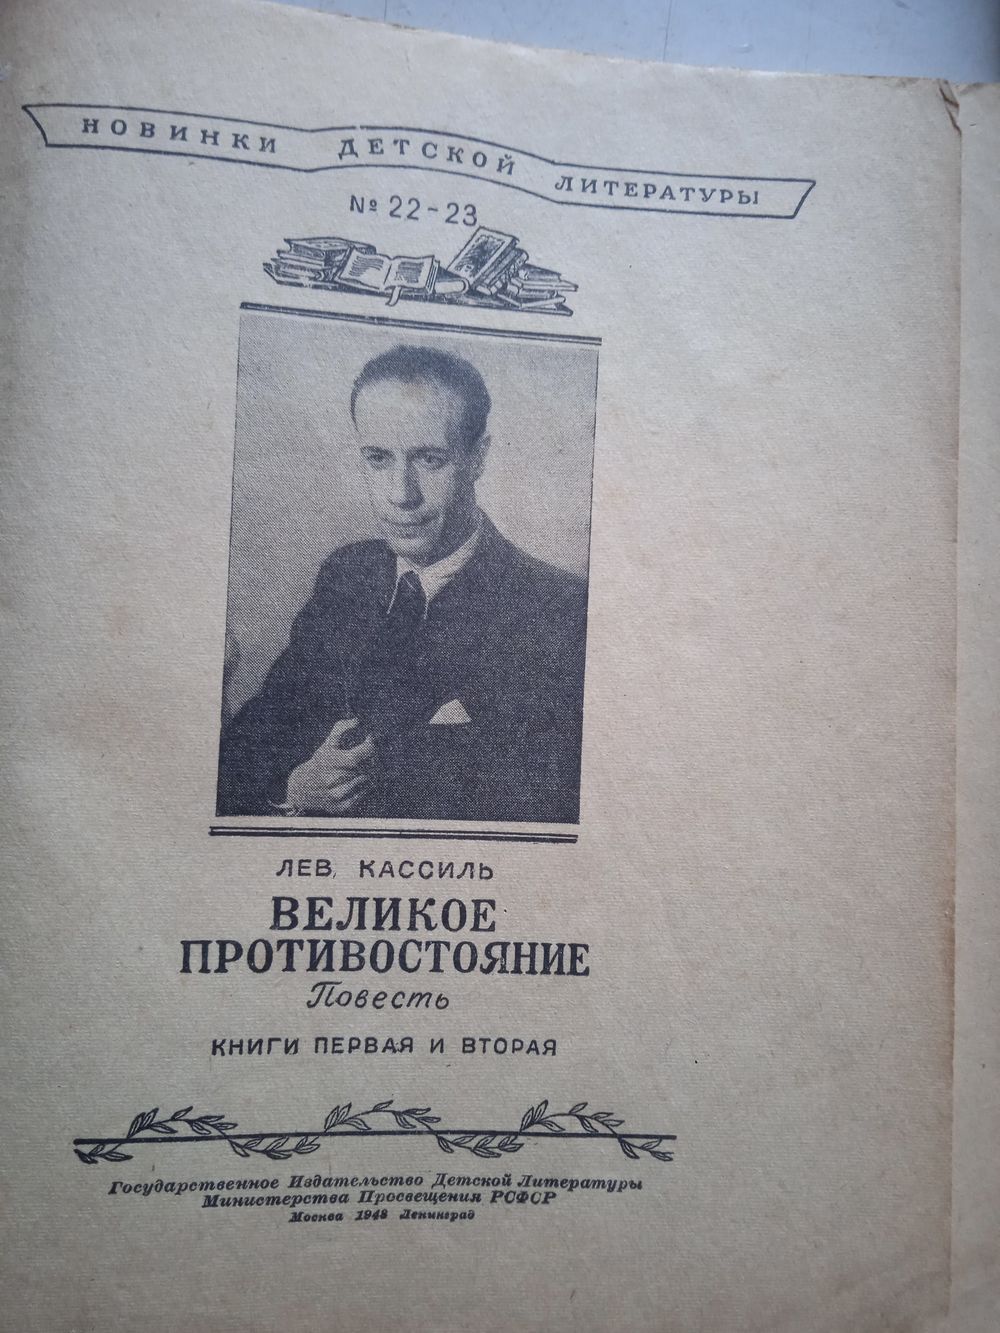 НОВИНКИ ДЕТСКОЙ ЛИТЕРАТУРЫ
№ 22-23
ЛЕВ КАССИЛЬ
ВЕЛИКОЕ
ПРОТИВОСТОЯНИЕ
Повесть
КНИГИ ПЕРВАЯ И ВТОРАЯ
Государственное Издательство Детской Литературы
Министерства Просвещения РСФСР
Москва 1948 Ленинград